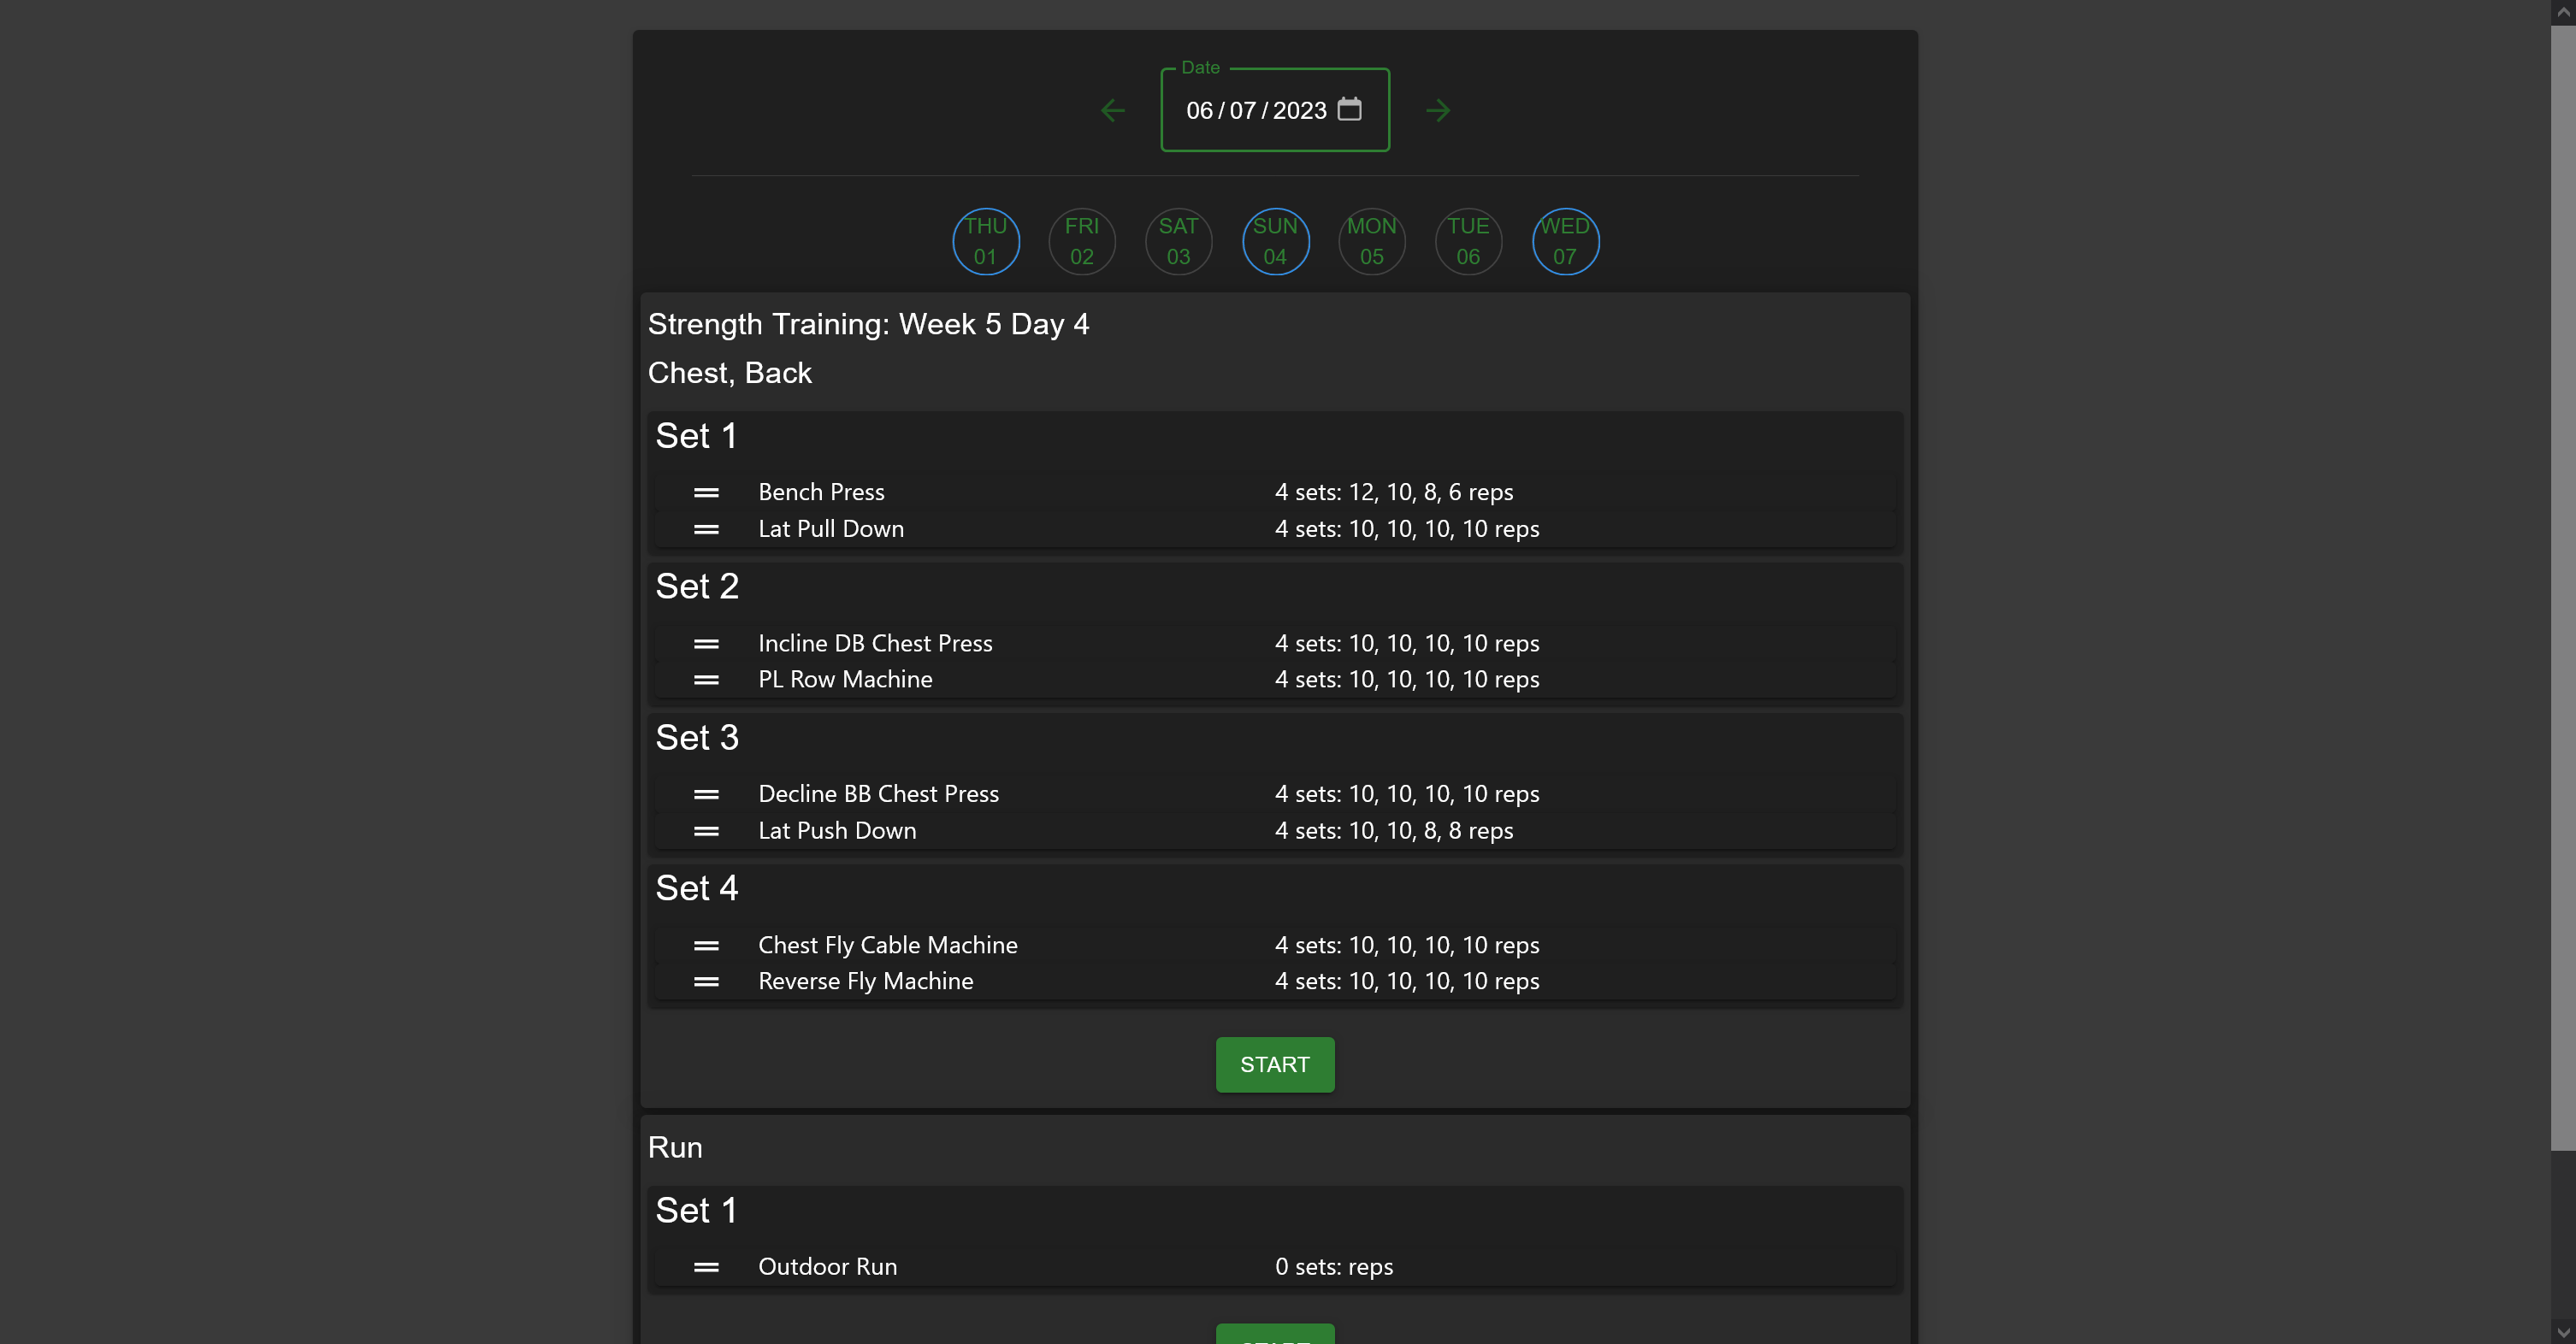 Date
06/07/2023
THU FRI SAT SUN MON TUE WED
01 02 03 04 05 06 07
Strength Training: Week 5 Day 4
Chest, Back
Set 1
Bench Press 4 sets: 12, 10, 8, 6 reps
Lat Pull Down 4 sets: 10, 10, 10, 10 reps
Set 2
Incline DB Chest Press 4 sets: 10, 10, 10, 10 reps
PL Row Machine 4 sets: 10, 10, 10, 10 reps
Set 3
Decline BB Chest Press 4 sets: 10, 10, 10, 10 reps
Lat Push Down 4 sets: 10, 10, 8, 8 reps
Set 4
Chest Fly Cable Machine 4 sets: 10, 10, 10, 10 reps
Reverse Fly Machine 4 sets: 10, 10, 10, 10 reps
START
Run
Set 1
Outdoor Run 0 sets: reps